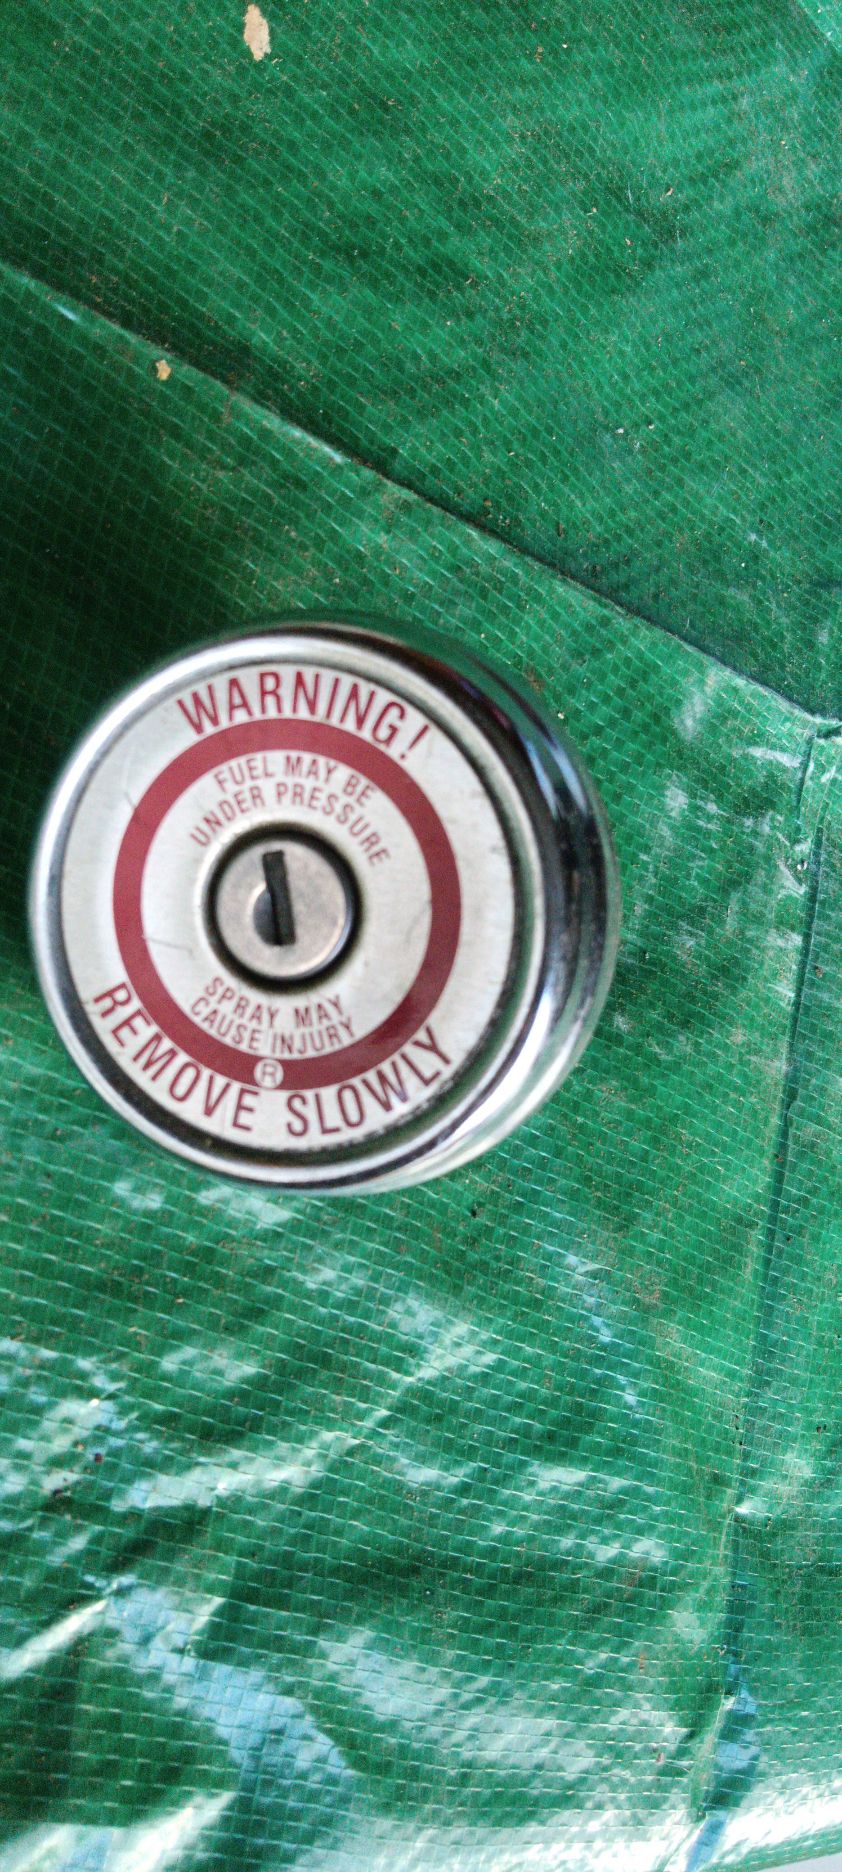 WARNING!
FUEL MAY BE
UNDER PRESSURE
SPRAY MAY
CAUSE INJURY
®
REMOVE SLOWLY